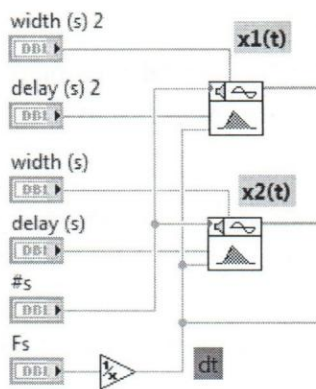 width (s) 2
DBL
x1(t)
delay (s) 2
DBL
width (s)
DBL
x2(t)
delay (s)
DBL
#s
DBL
Fs
DBL
1/x
dt